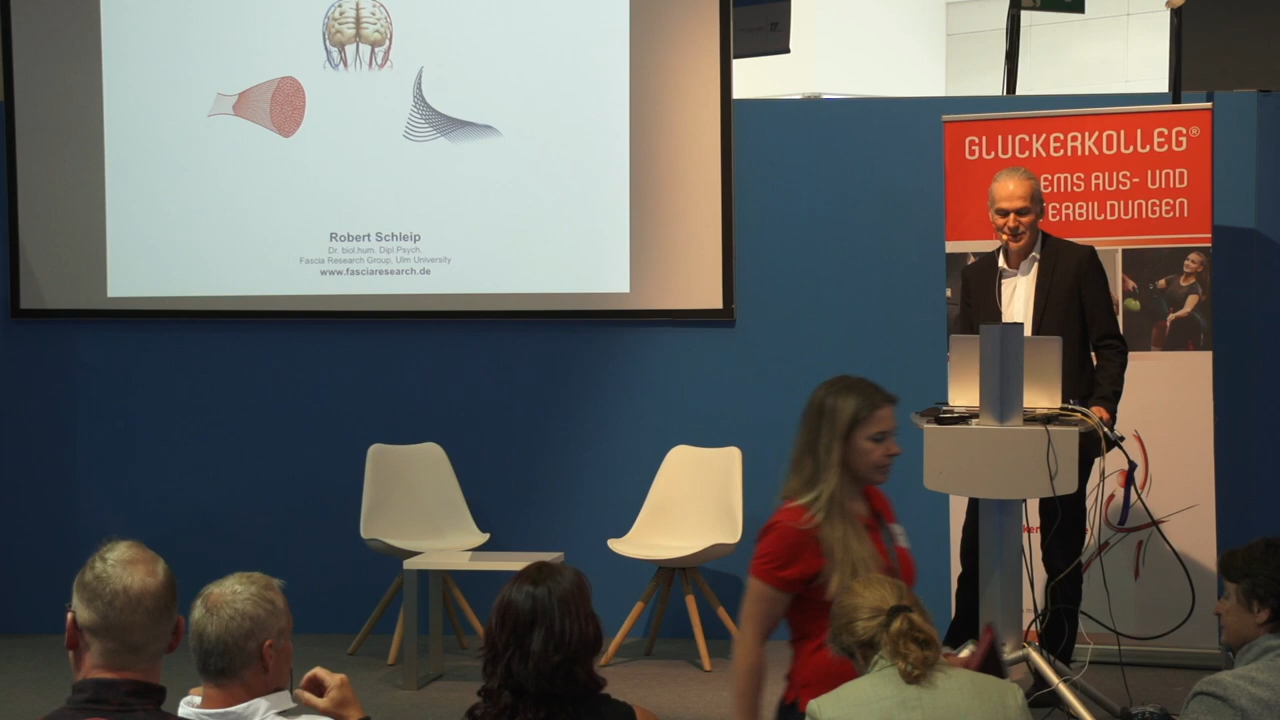 Robert Schleip
Dr. biol.hum. Dipl.Psych.
Fascia Research Group, Ulm University
www.fasciaresearch.de
GLUCKERKOLLEG®
EMS AUS- UND
TERBILDUNGEN